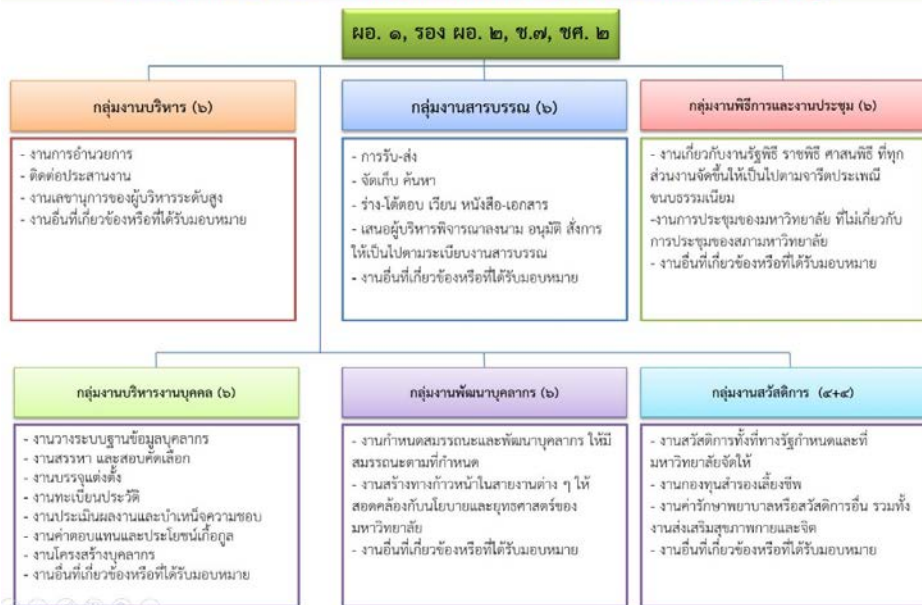 ผอ. ๑, รอง ผอ. ๒, ช.๗, ชศ. ๒
กลุ่มงานบริหาร (๖)
- งานการอำนวยการ
- ติดต่อประสานงาน
- งานเลขานุการของผู้บริหารระดับสูง
- งานอื่นที่เกี่ยวข้องหรือที่ได้รับมอบหมาย
กลุ่มงานสารบรรณ (๖)
- การรับ-ส่ง
- จัดเก็บ ค้นหา
- ร่าง-โต้ตอบ เวียน หนังสือ-เอกสาร
- เสนอผู้บริหารพิจารณาลงนาม อนุมัติ สั่งการ
ให้เป็นไปตามระเบียบงานสารบรรณ
- งานอื่นที่เกี่ยวข้องหรือที่ได้รับมอบหมาย
กลุ่มงานพิธีการและงานประชุม (๖)
- งานเกี่ยวกับงานรัฐพิธี ราชพิธี ศาสนพิธี ที่ทุก
ส่วนงานจัดขึ้นให้เป็นไปตามจารีตประเพณี
ขนบธรรมเนียม
-งานการประชุมของมหาวิทยาลัย ที่ไม่เกี่ยวกับ
การประชุมของสภามหาวิทยาลัย
- งานอื่นที่เกี่ยวข้องหรือที่ได้รับมอบหมาย
กลุ่มงานบริหารงานบุคคล (๖)
- งานวางระบบฐานข้อมูลบุคลากร
- งานสรรหา และสอบคัดเลือก
- งานบรรจุแต่งตั้ง
- งานทะเบียนประวัติ
- งานประเมินผลงานและบำเหน็จความชอบ
- งานค่าตอบแทนและประโยชน์เกื้อกูล
- งานโครงสร้างบุคลากร
- งานอื่นที่เกี่ยวข้องหรือที่ได้รับมอบหมาย
กลุ่มงานพัฒนาบุคลากร (๖)
- งานกำหนดสมรรถนะและพัฒนาบุคลากร ให้มี
สมรรถนะตามที่กำหนด
- งานสร้างทางก้าวหน้าในสายงานต่าง ๆ ให้
สอดคล้องกับนโยบายและยุทธศาสตร์ของ
มหาวิทยาลัย
- งานอื่นที่เกี่ยวข้องหรือที่ได้รับมอบหมาย
กลุ่มงานสวัสดิการ (๔+๔)
- งานสวัสดิการทั้งที่ทางรัฐกำหนดและที่
มหาวิทยาลัยจัดให้
- งานกองทุนสำรองเลี้ยงชีพ
- งานค่ารักษาพยาบาลหรือสวัสดิการอื่น รวมทั้ง
งานส่งเสริมสุขภาพกายและจิต
- งานอื่นที่เกี่ยวข้องหรือที่ได้รับมอบหมาย